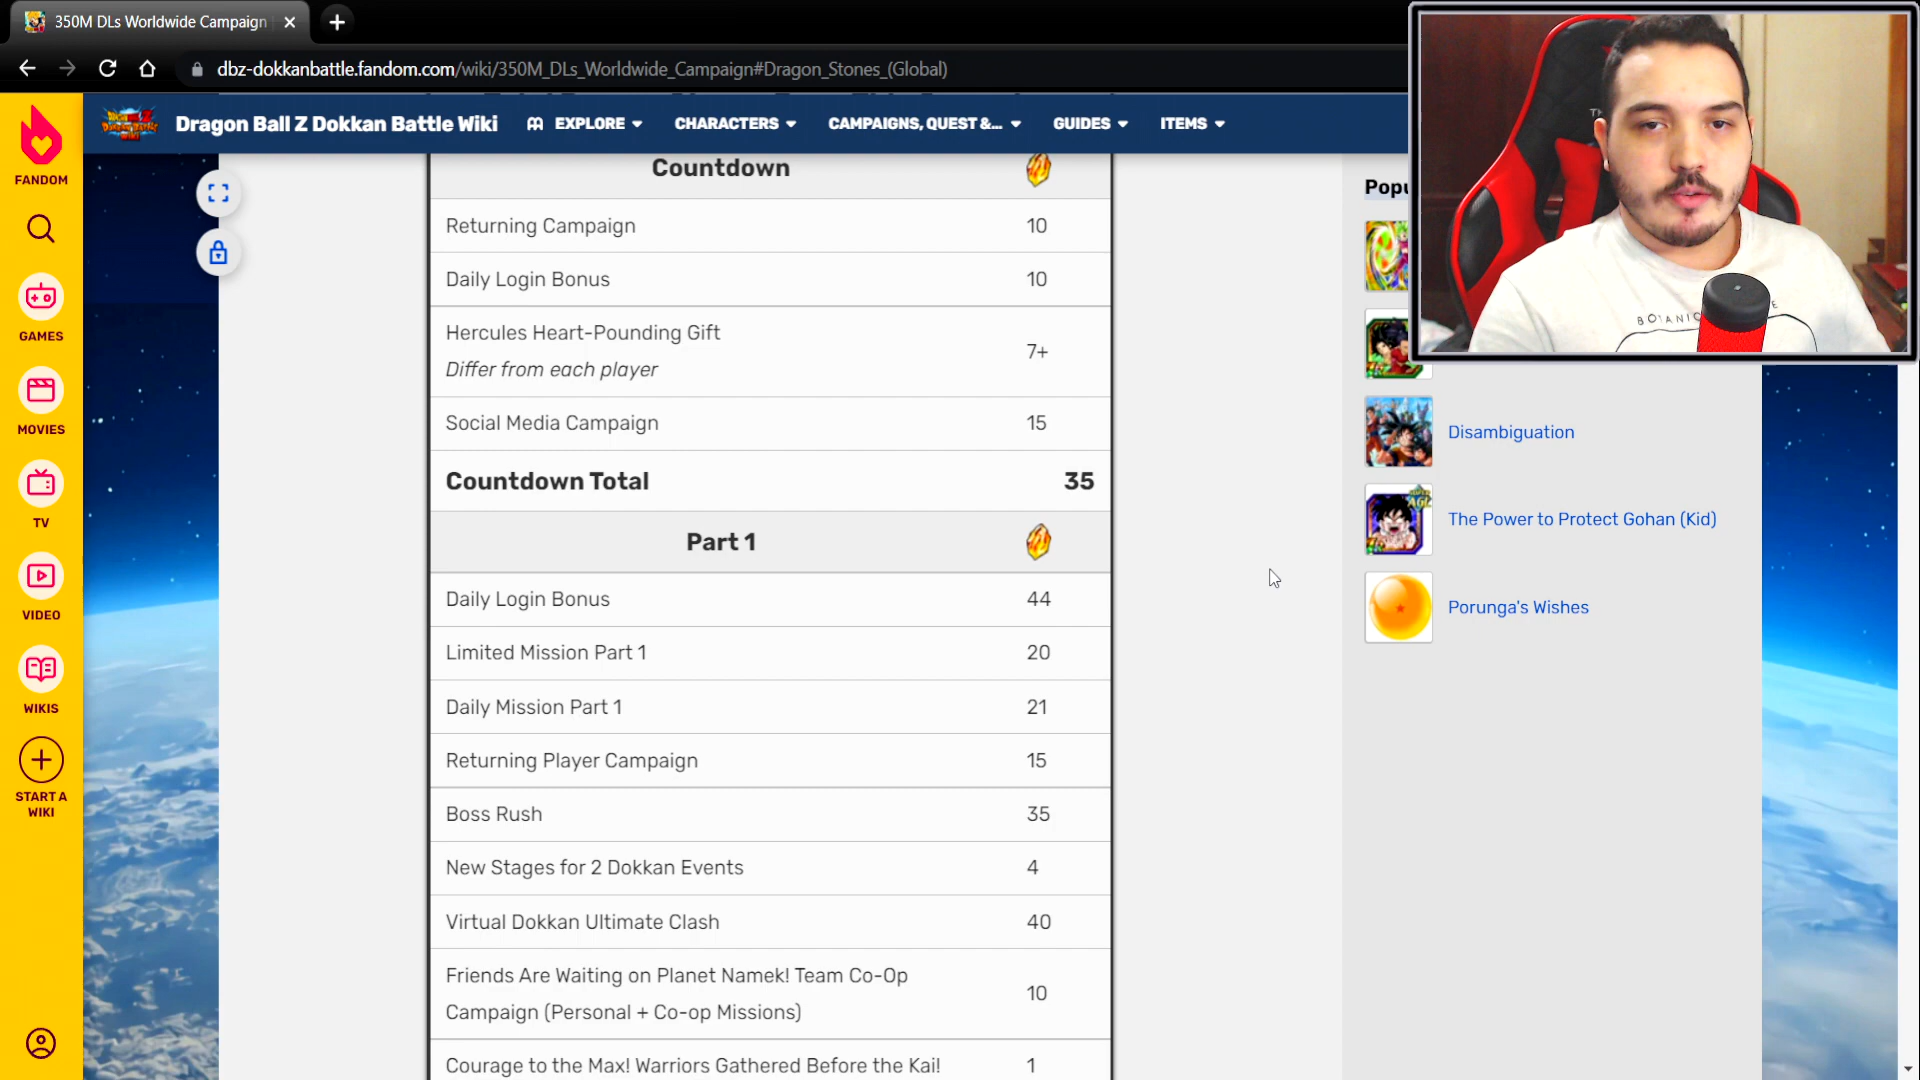 350M DLs Worldwide Campaign
dbz-dokkanbattle.fandom.com/wiki/350M_DLs_Worldwide_Campaign#Dragon_Stones_(Global)
Dragon Ball Z Dokkan Battle Wiki
EXPLORE
CHARACTERS
CAMPAIGNS, QUEST &...
GUIDES
ITEMS
FANDOM
GAMES
MOVIES
TV
VIDEO
WIKIS
START A
WIKI
Countdown
Returning Campaign 10
Daily Login Bonus 10
Hercules Heart-Pounding Gift
Differ from each player
7+
Social Media Campaign 15
Countdown Total 35
Part 1
Daily Login Bonus 44
Limited Mission Part 1 20
Daily Mission Part 1 21
Returning Player Campaign 15
Boss Rush 35
New Stages for 2 Dokkan Events 4
Virtual Dokkan Ultimate Clash 40
Friends Are Waiting on Planet Namek! Team Co-Op
Campaign (Personal + Co-op Missions)
10
Courage to the Max! Warriors Gathered Before the Kai! 1
Popu
Disambiguation
The Power to Protect Gohan (Kid)
Porunga's Wishes
BOTANIC